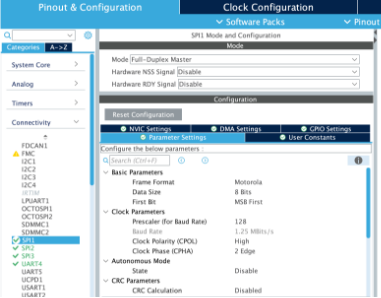 Pinout & Configuration
Clock Configuration
Software Packs
Pinout
Categories
A->Z
System Core
Analog
Timers
Connectivity
FDCAN1
FMC
I2C1
I2C2
I2C3
I2C4
IRTIM
LPUART1
OCTOSPI1
OCTOSPI2
SDMMC1
SDMMC2
SPI1
SPI2
SPI3
UART4
UART5
UCPD1
USART1
USART2
SPI1 Mode and Configuration
Mode
Mode Full-Duplex Master
Hardware NSS Signal Disable
Hardware RDY Signal Disable
Configuration
Reset Configuration
NVIC Settings
DMA Settings
GPIO Settings
Parameter Settings
User Constants
Configure the below parameters :
Search (Ctrl+F)
Basic Parameters
Frame Format Motorola
Data Size 8 Bits
First Bit MSB First
Clock Parameters
Prescaler (for Baud Rate) 128
Baud Rate 1.25 MBits/s
Clock Polarity (CPOL) High
Clock Phase (CPHA) 2 Edge
Autonomous Mode
State Disable
CRC Parameters
CRC Calculation Disabled